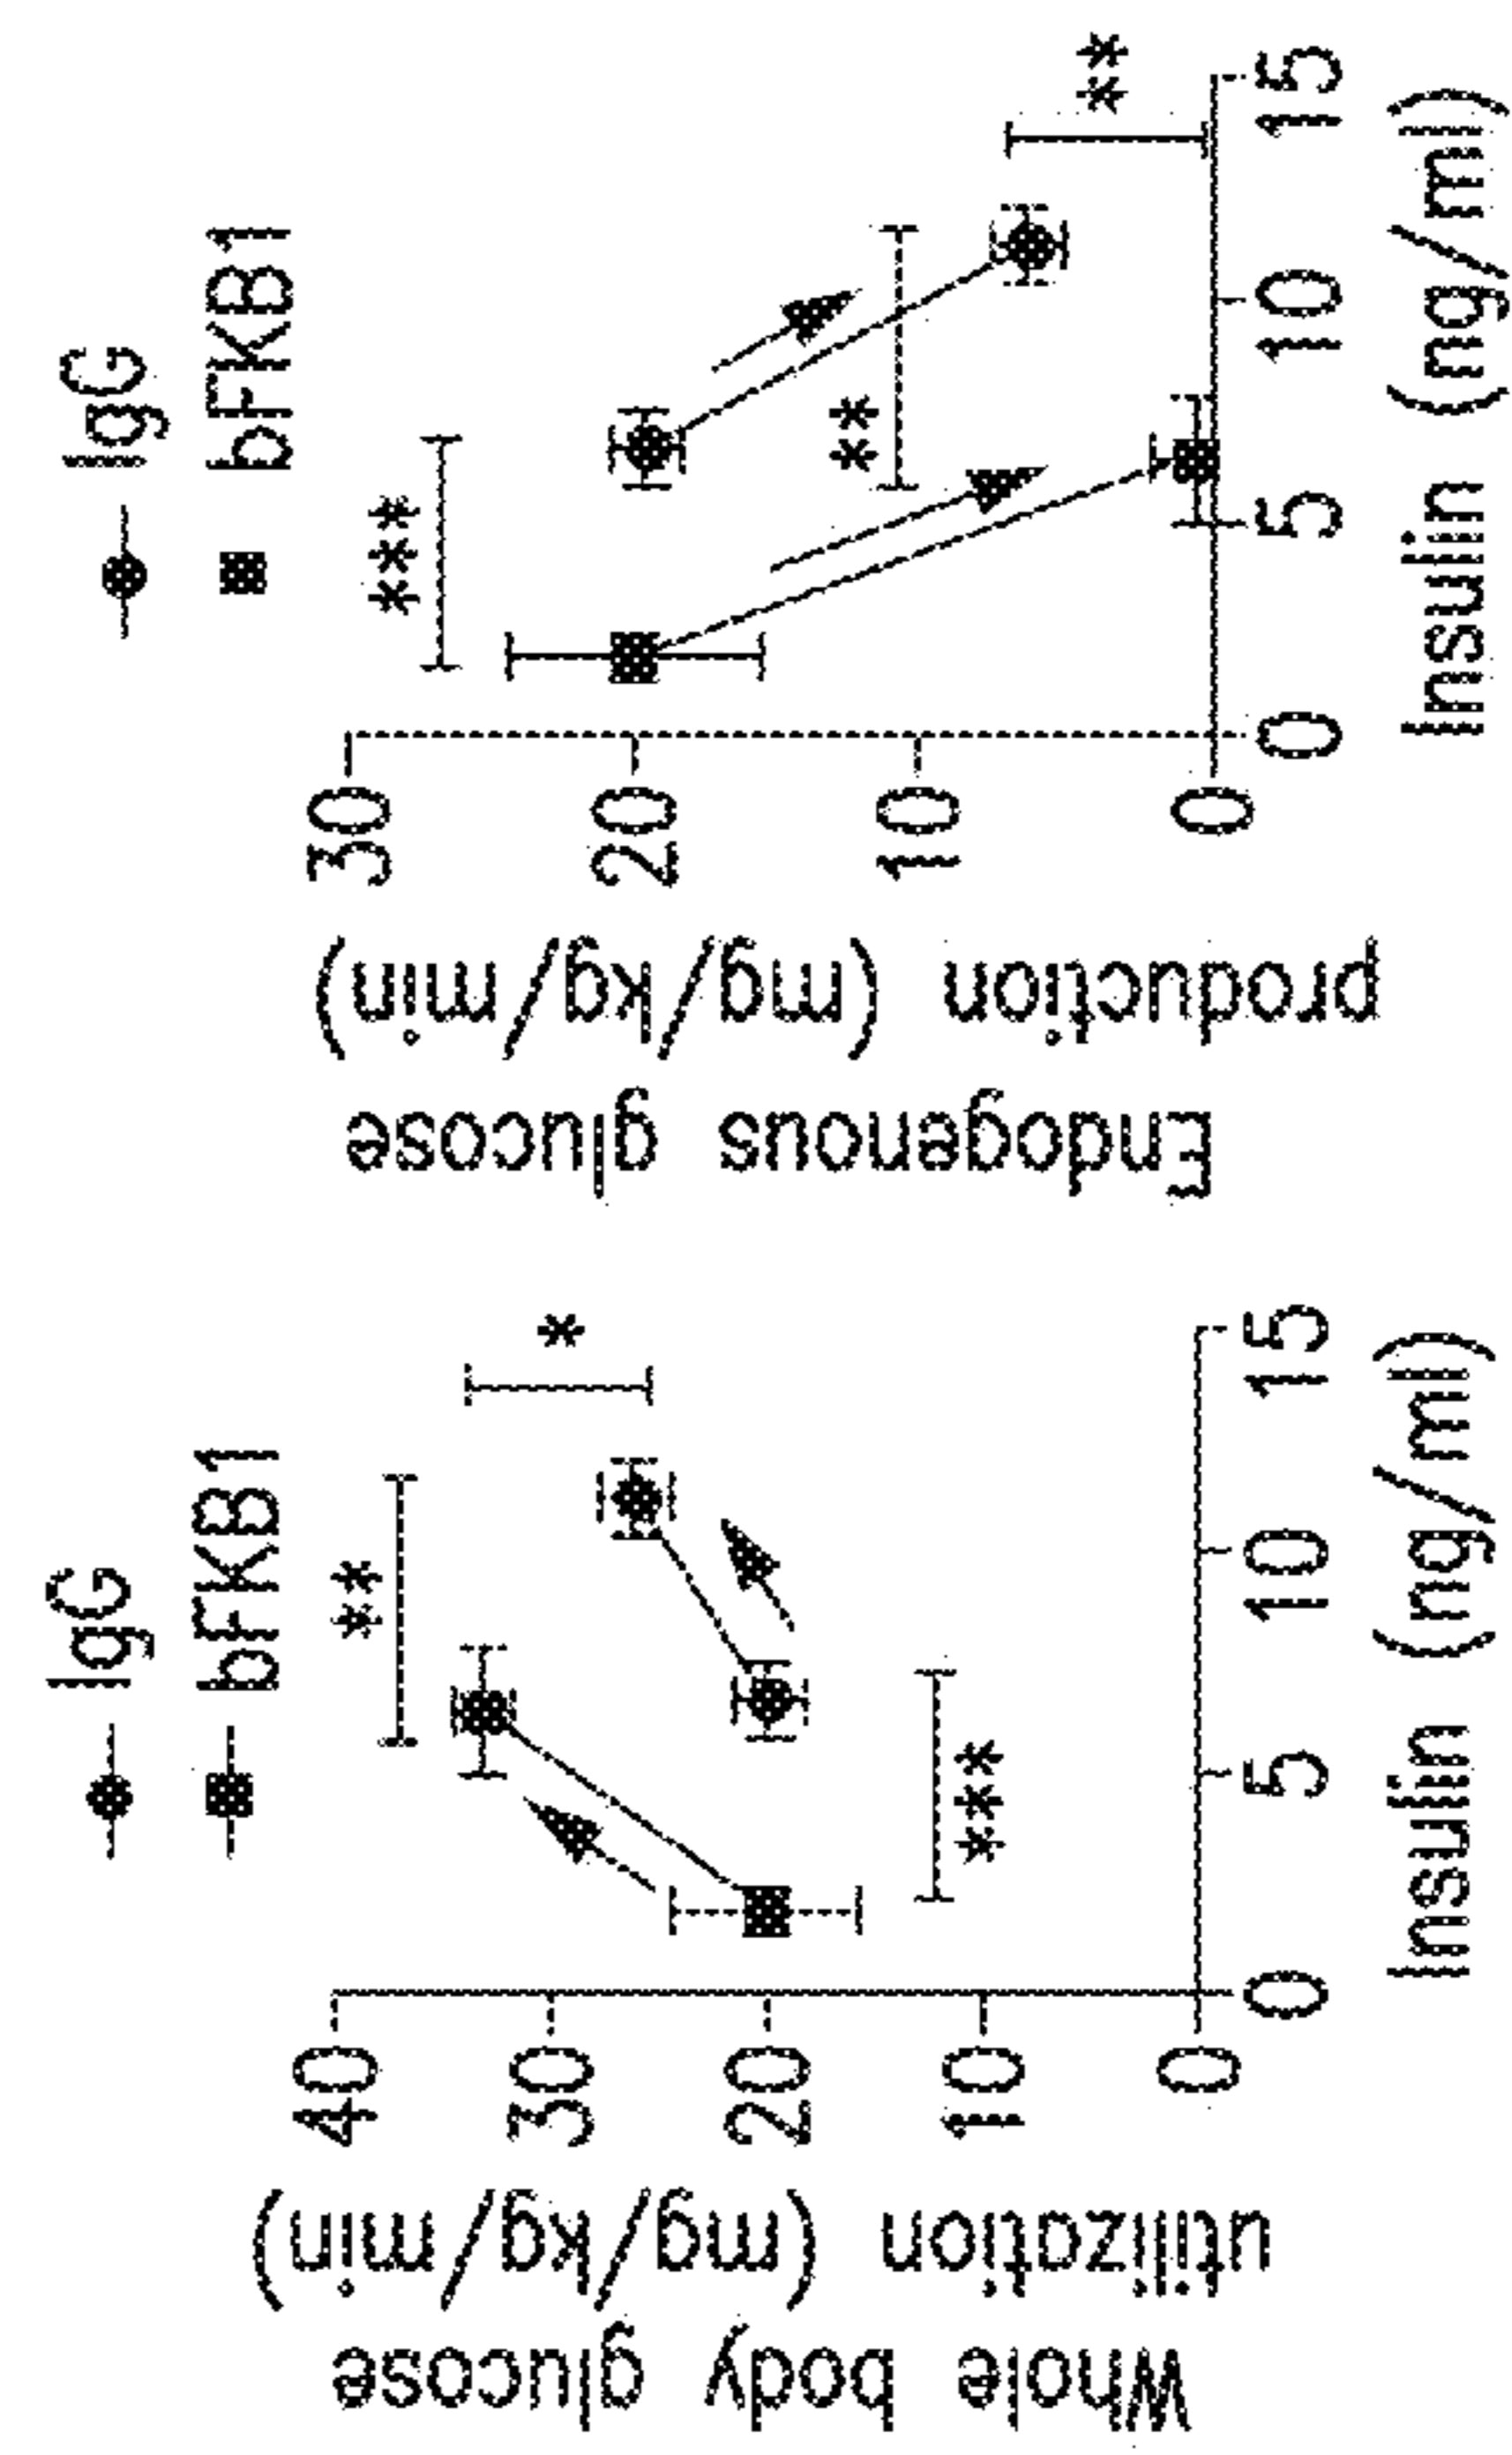 IgG
bFKB1
Whole body glucose
utilization (mg/kg/min)
40
30
20
10
0
**
*
***
0
5
10
15
Insulin (ng/ml)
IgG
bFKB1
Endogenous glucose
production (mg/kg/min)
30
20
10
0
***
**
**
0
5
10
15
Insulin (ng/ml)